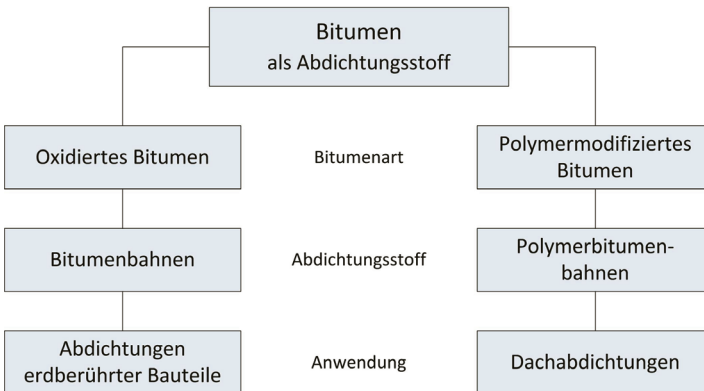 Bitumen
als Abdichtungsstoff
Oxidiertes Bitumen
Bitumenart
Polymermodifiziertes
Bitumen
Bitumenbahnen
Abdichtungsstoff
Polymerbitumen-
bahnen
Abdichtungen
erdberührter Bauteile
Anwendung
Dachabdichtungen